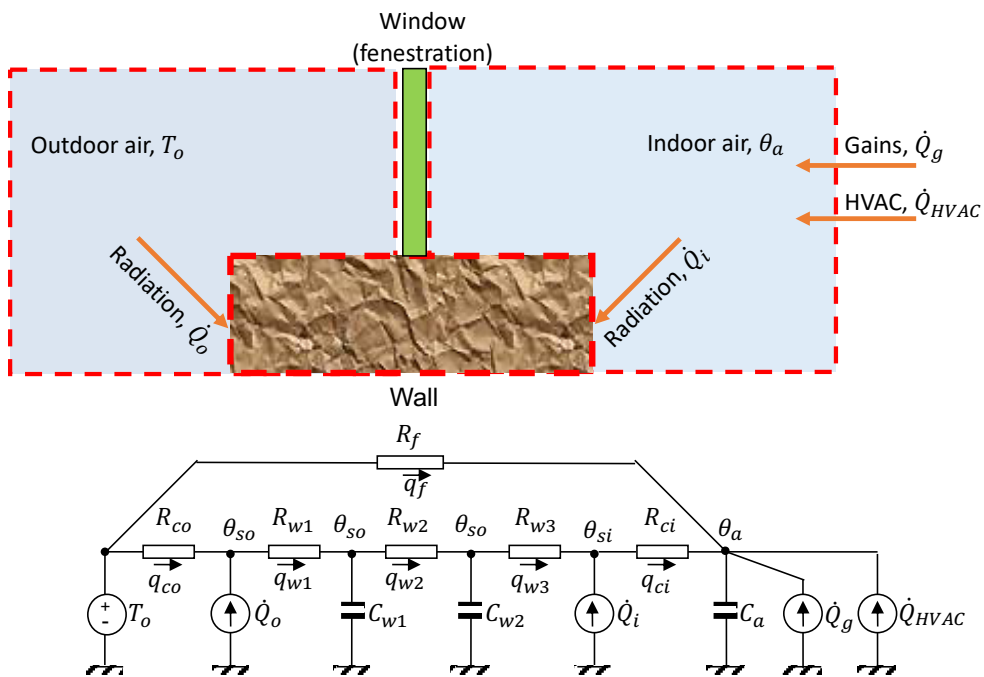 Window
(fenestration)
Outdoor air, T_o
Indoor air, θ_a
Gains, Q̇_g
HVAC, Q̇_HVAC
Radiation, Q̇_o
Radiation, Q̇_i
Wall
R_f
q_f
R_co θ_so R_w1 θ_so R_w2 θ_so R_w3 θ_si R_ci θ_a
q_co q_w1 q_w2 q_w3 q_ci
+
- T_o Q̇_o C_w1 C_w2 Q̇_i C_a Q̇_g Q̇_HVAC